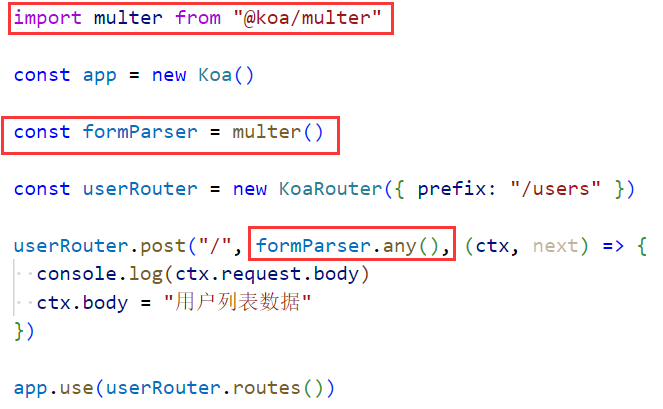 import multer from "@koa/multer"
const app = new Koa()
const formParser = multer()
const userRouter = new KoaRouter({ prefix: "/users" })
userRouter.post("/", formParser.any(), (ctx, next) => {
  console.log(ctx.request.body)
  ctx.body = "用户列表数据"
})
app.use(userRouter.routes())